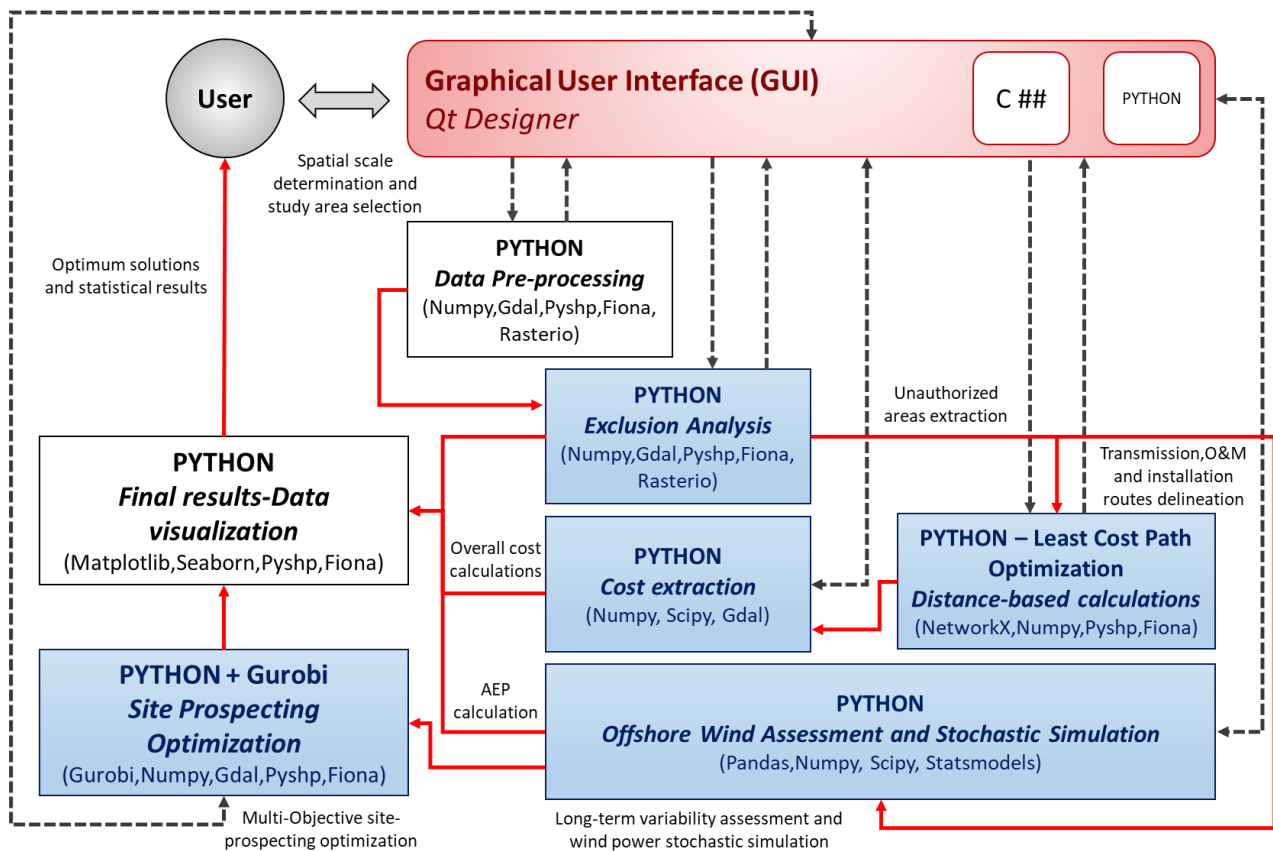 User
Graphical User Interface (GUI)
Qt Designer
C ##
PYTHON
Spatial scale
determination and
study area selection
PYTHON
Data Pre-processing
(Numpy,Gdal,Pyshp,Fiona,
Rasterio)
Optimum solutions
and statistical results
PYTHON
Exclusion Analysis
(Numpy,Gdal,Pyshp,Fiona,
Rasterio)
Unauthorized
areas extraction
Transmission,O&M
and installation
routes delineation
PYTHON
Final results-Data
visualization
(Matplotlib,Seaborn,Pyshp,Fiona)
Overall cost
calculations
PYTHON
Cost extraction
(Numpy, Scipy, Gdal)
PYTHON – Least Cost Path
Optimization
Distance-based calculations
(NetworkX,Numpy,Pyshp,Fiona)
PYTHON + Gurobi
Site Prospecting
Optimization
(Gurobi,Numpy,Gdal,Pyshp,Fiona)
AEP
calculation
PYTHON
Offshore Wind Assessment and Stochastic Simulation
(Pandas,Numpy, Scipy, Statsmodels)
Multi-Objective site-
prospecting optimization
Long-term variability assessment and
wind power stochastic simulation